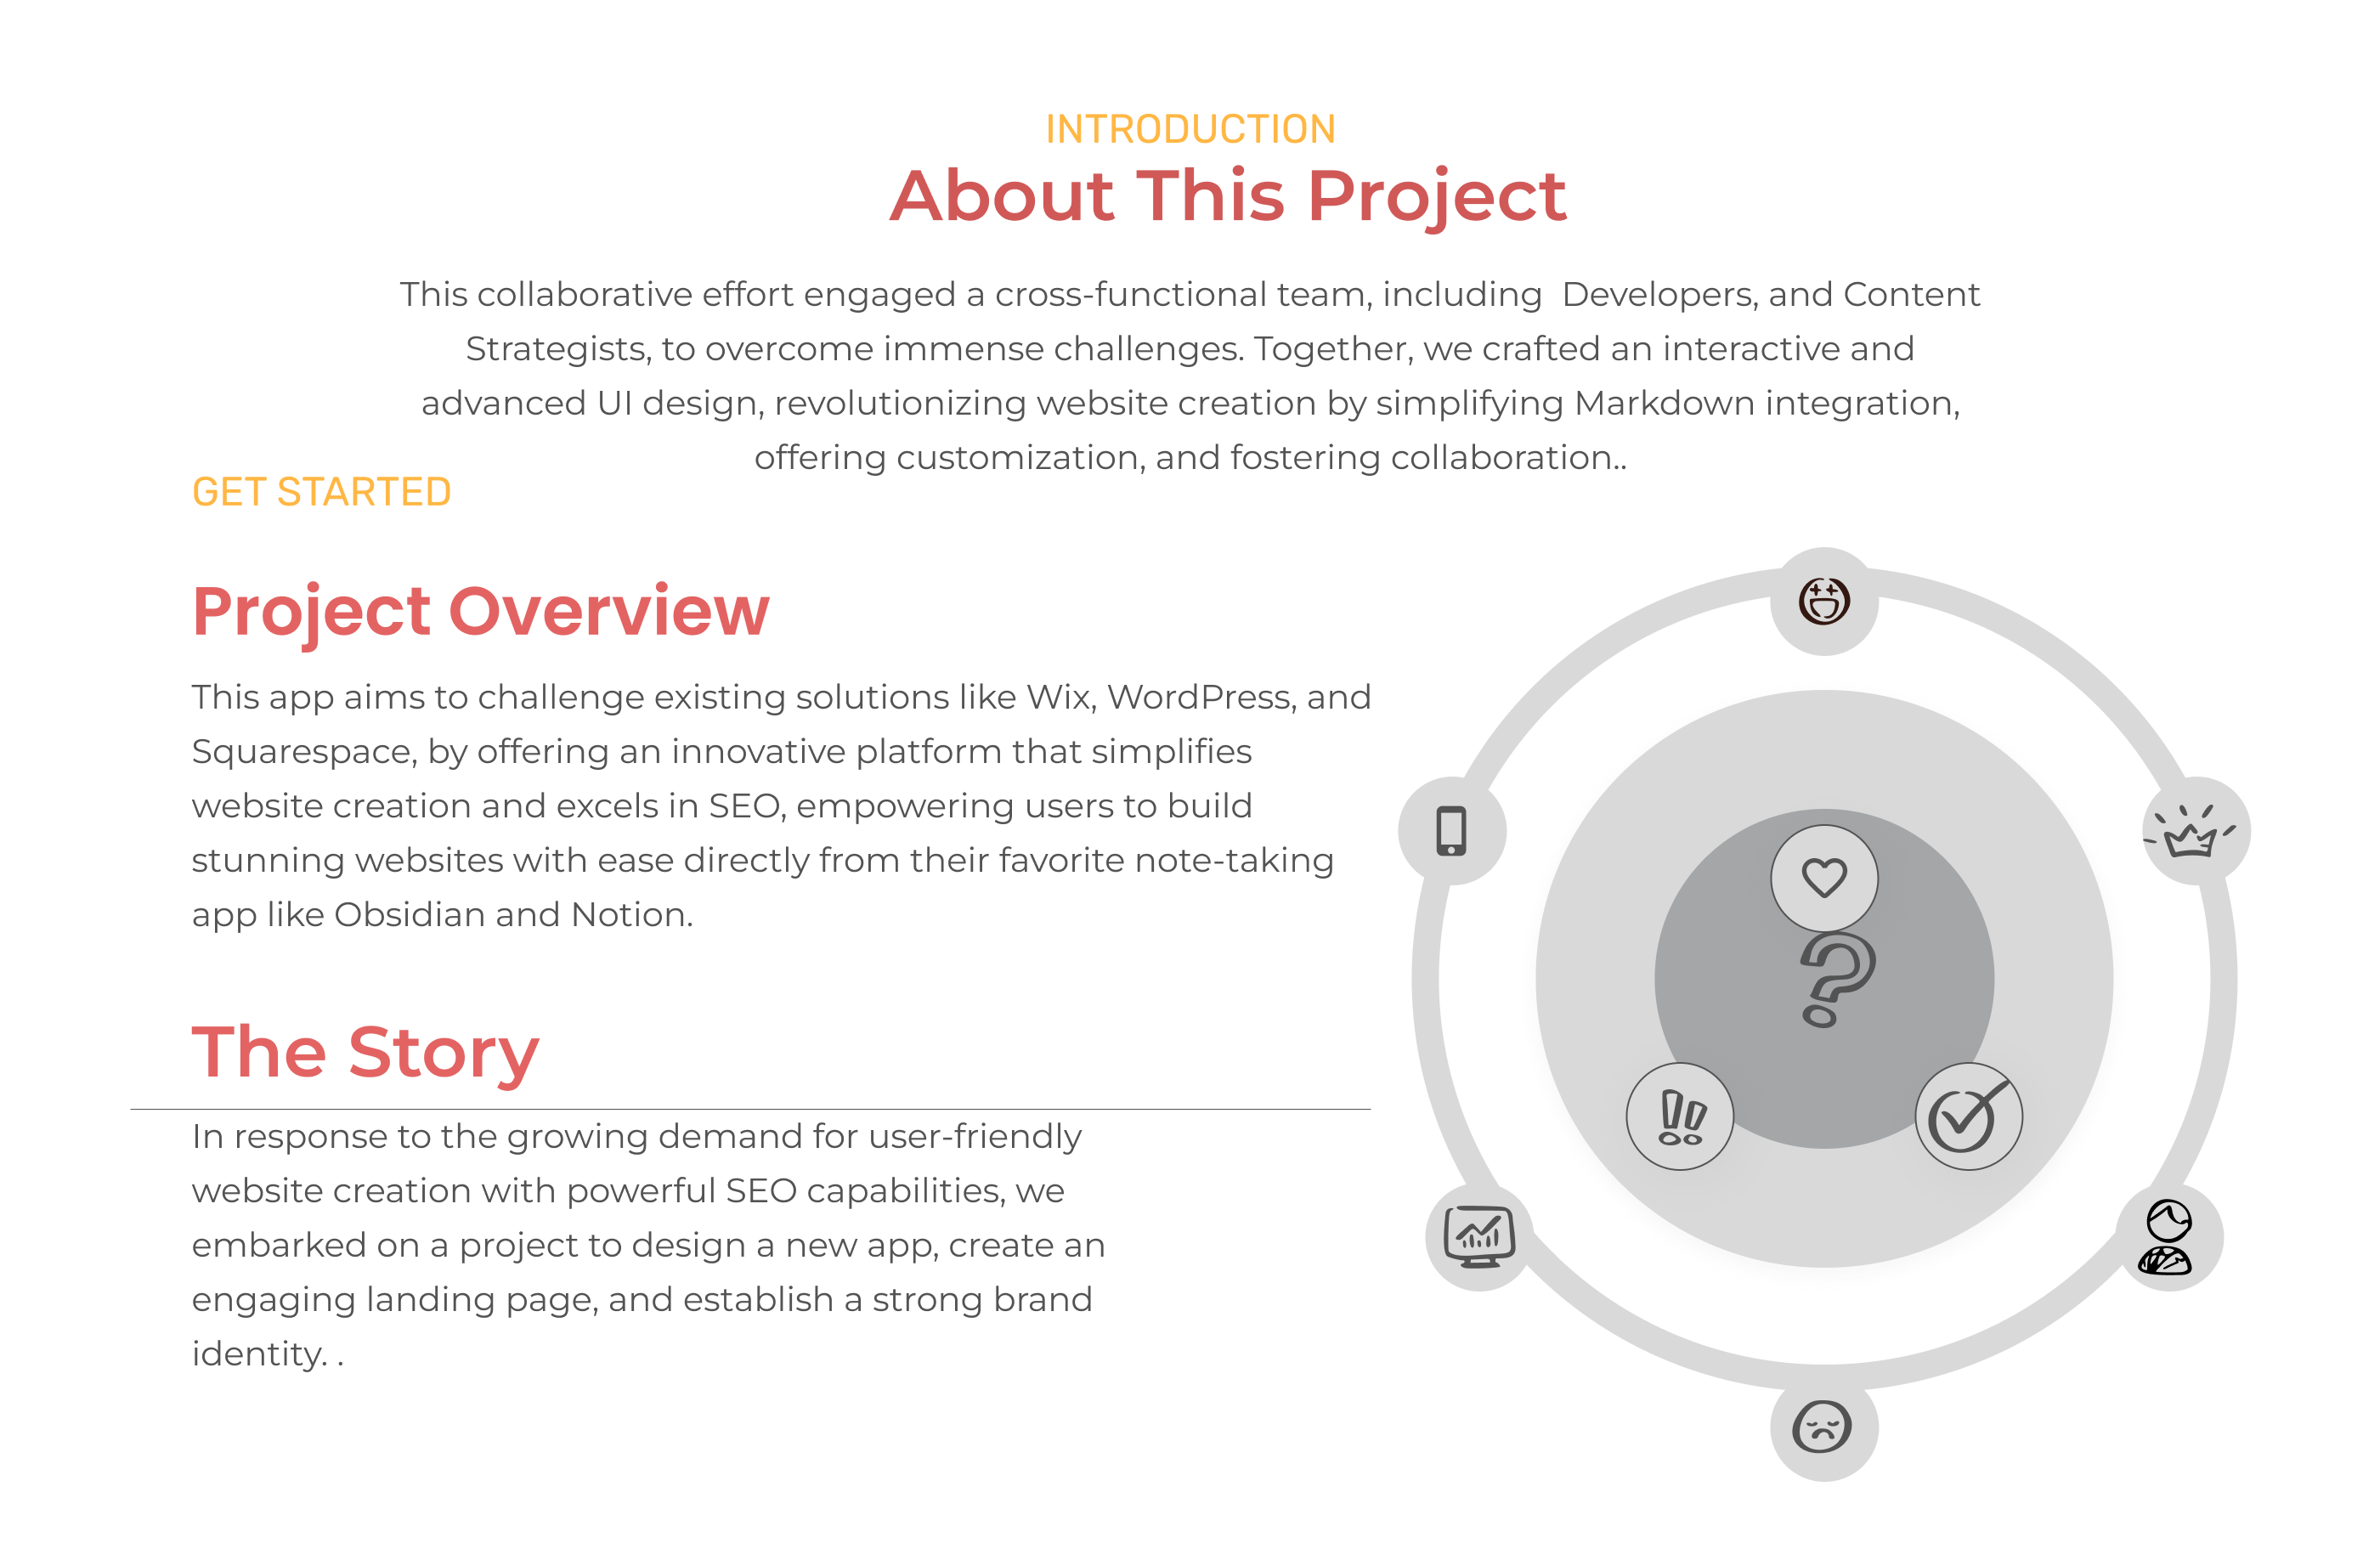 INTRODUCTION
About This Project
This collaborative effort engaged a cross-functional team, including  Developers, and Content
Strategists, to overcome immense challenges. Together, we crafted an interactive and
advanced UI design, revolutionizing website creation by simplifying Markdown integration,
offering customization, and fostering collaboration..
GET STARTED
Project Overview
This app aims to challenge existing solutions like Wix, WordPress, and
Squarespace, by offering an innovative platform that simplifies
website creation and excels in SEO, empowering users to build
stunning websites with ease directly from their favorite note-taking
app like Obsidian and Notion.
The Story
In response to the growing demand for user-friendly
website creation with powerful SEO capabilities, we
embarked on a project to design a new app, create an
engaging landing page, and establish a strong brand
identity. .